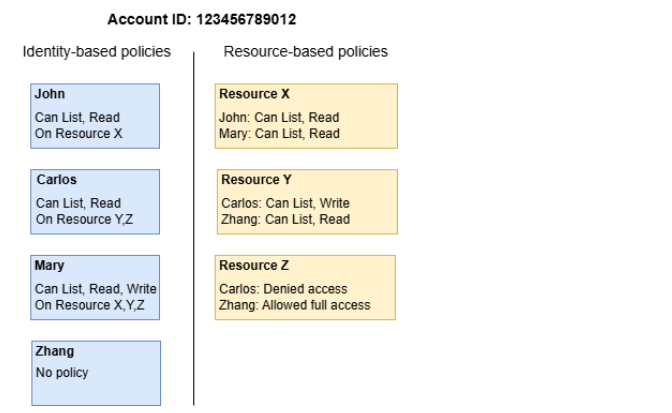 Account ID: 123456789012
Identity-based policies
Resource-based policies
John
Can List, Read
On Resource X
Carlos
Can List, Read
On Resource Y,Z
Mary
Can List, Read, Write
On Resource X,Y,Z
Zhang
No policy
Resource X
John: Can List, Read
Mary: Can List, Read
Resource Y
Carlos: Can List, Write
Zhang: Can List, Read
Resource Z
Carlos: Denied access
Zhang: Allowed full access